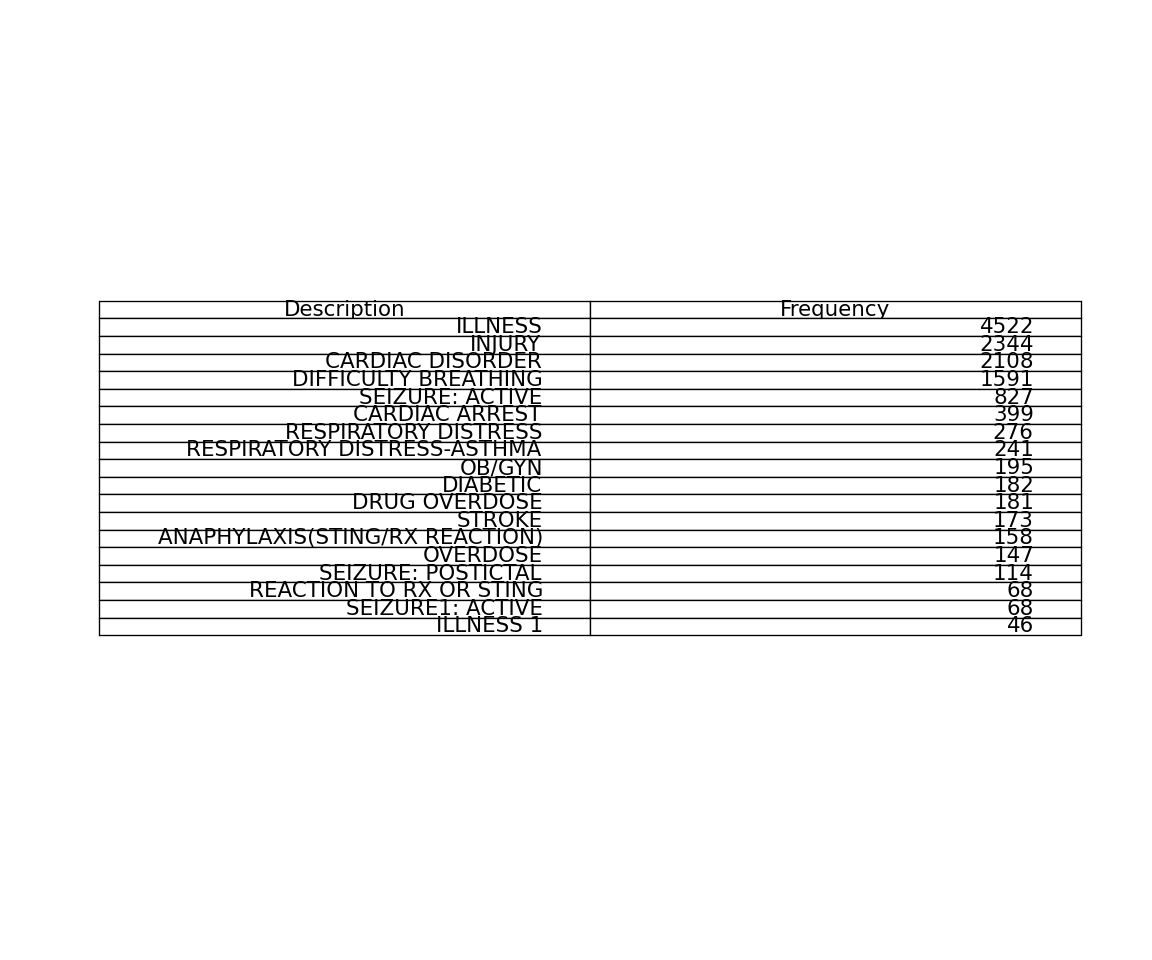 Description Frequency
ILLNESS 4522
INJURY 2344
CARDIAC DISORDER 2108
DIFFICULTY BREATHING 1591
SEIZURE: ACTIVE 827
CARDIAC ARREST 399
RESPIRATORY DISTRESS 276
RESPIRATORY DISTRESS-ASTHMA 241
OB/GYN 195
DIABETIC 182
DRUG OVERDOSE 181
STROKE 173
ANAPHYLAXIS(STING/RX REACTION) 158
OVERDOSE 147
SEIZURE: POSTICTAL 114
REACTION TO RX OR STING 68
SEIZURE1: ACTIVE 68
ILLNESS 1 46